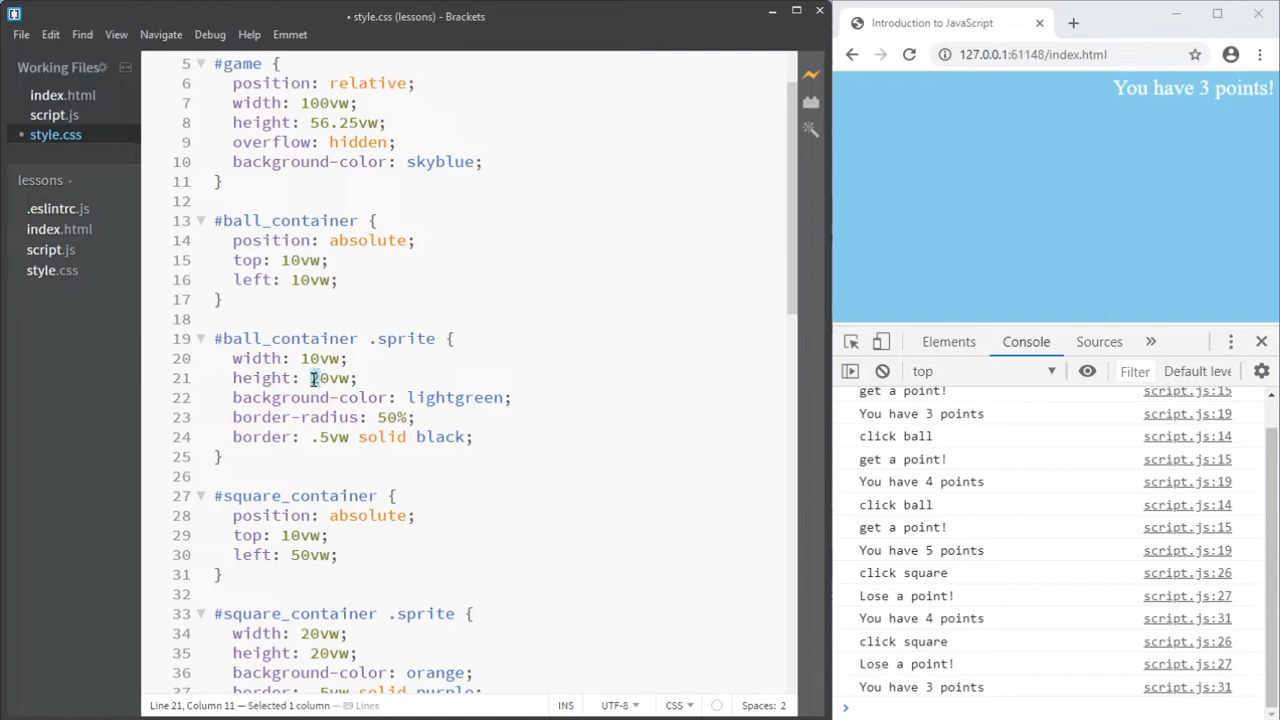 • style.css (lessons) - Brackets
File Edit Find View Navigate Debug Help Emmet
Working Files
index.html
script.js
• style.css
lessons
.eslintrc.js
index.html
script.js
style.css
5 #game {
6 position: relative;
7 width: 100vw;
8 height: 56.25vw;
9 overflow: hidden;
10 background-color: skyblue;
11 }
12
13 #ball_container {
14 position: absolute;
15 top: 10vw;
16 left: 10vw;
17 }
18
19 #ball_container .sprite {
20 width: 10vw;
21 height: 20vw;
22 background-color: lightgreen;
23 border-radius: 50%;
24 border: .5vw solid black;
25 }
26
27 #square_container {
28 position: absolute;
29 top: 10vw;
30 left: 50vw;
31 }
32
33 #square_container .sprite {
34 width: 20vw;
35 height: 20vw;
36 background-color: orange;
37 border: .5vw solid purple;
Line 21, Column 11 — Selected 1 column — 89 Lines
INS UTF-8 CSS Spaces: 2
Introduction to JavaScript
127.0.0.1:61148/index.html
You have 3 points!
Elements Console Sources »
top Filter Default leve
get a point! script.js:15
You have 3 points script.js:19
click ball script.js:14
get a point! script.js:15
You have 4 points script.js:19
click ball script.js:14
get a point! script.js:15
You have 5 points script.js:19
click square script.js:26
Lose a point! script.js:27
You have 4 points script.js:31
click square script.js:26
Lose a point! script.js:27
You have 3 points script.js:31
>